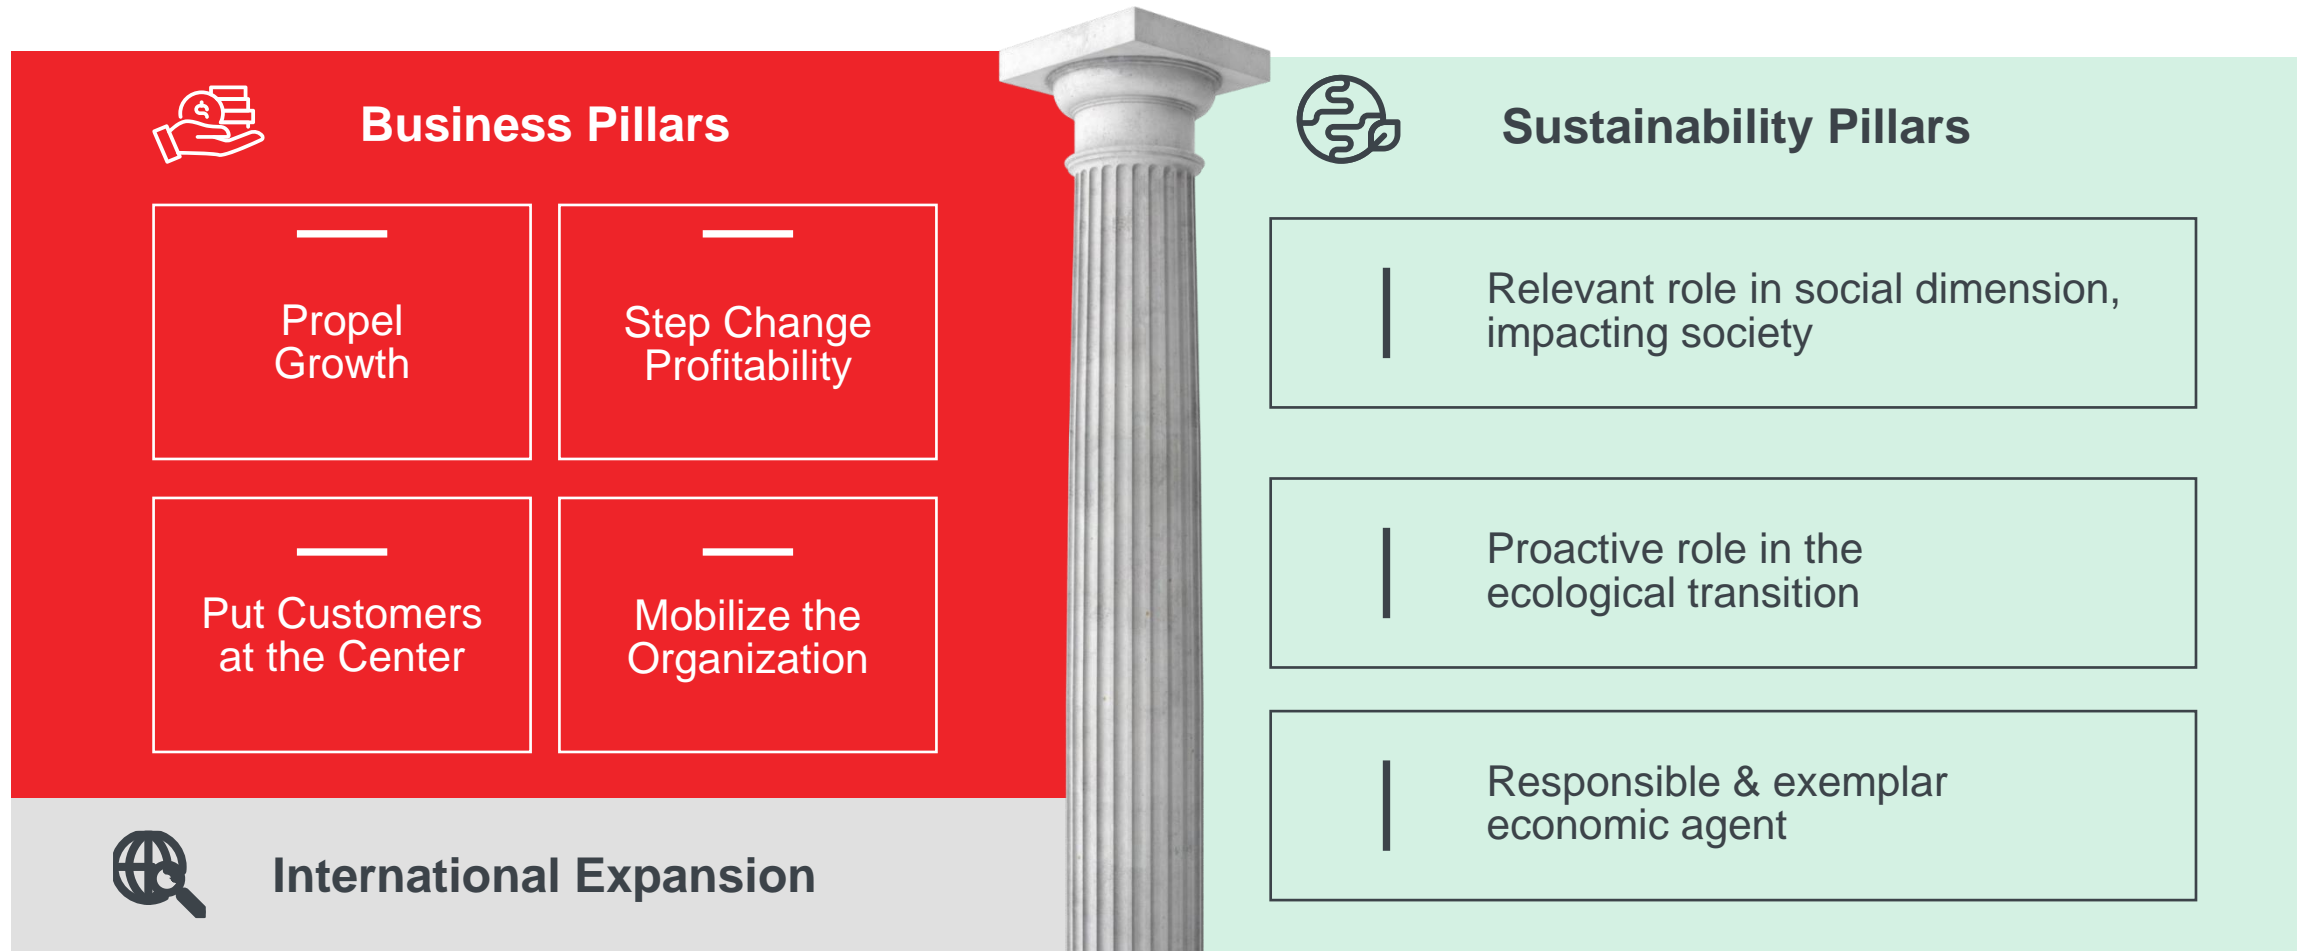 Business Pillars
Propel
Growth
Step Change
Profitability
Put Customers
at the Center
Mobilize the
Organization
International Expansion
Sustainability Pillars
Relevant role in social dimension,
impacting society
Proactive role in the
ecological transition
Responsible & exemplar
economic agent